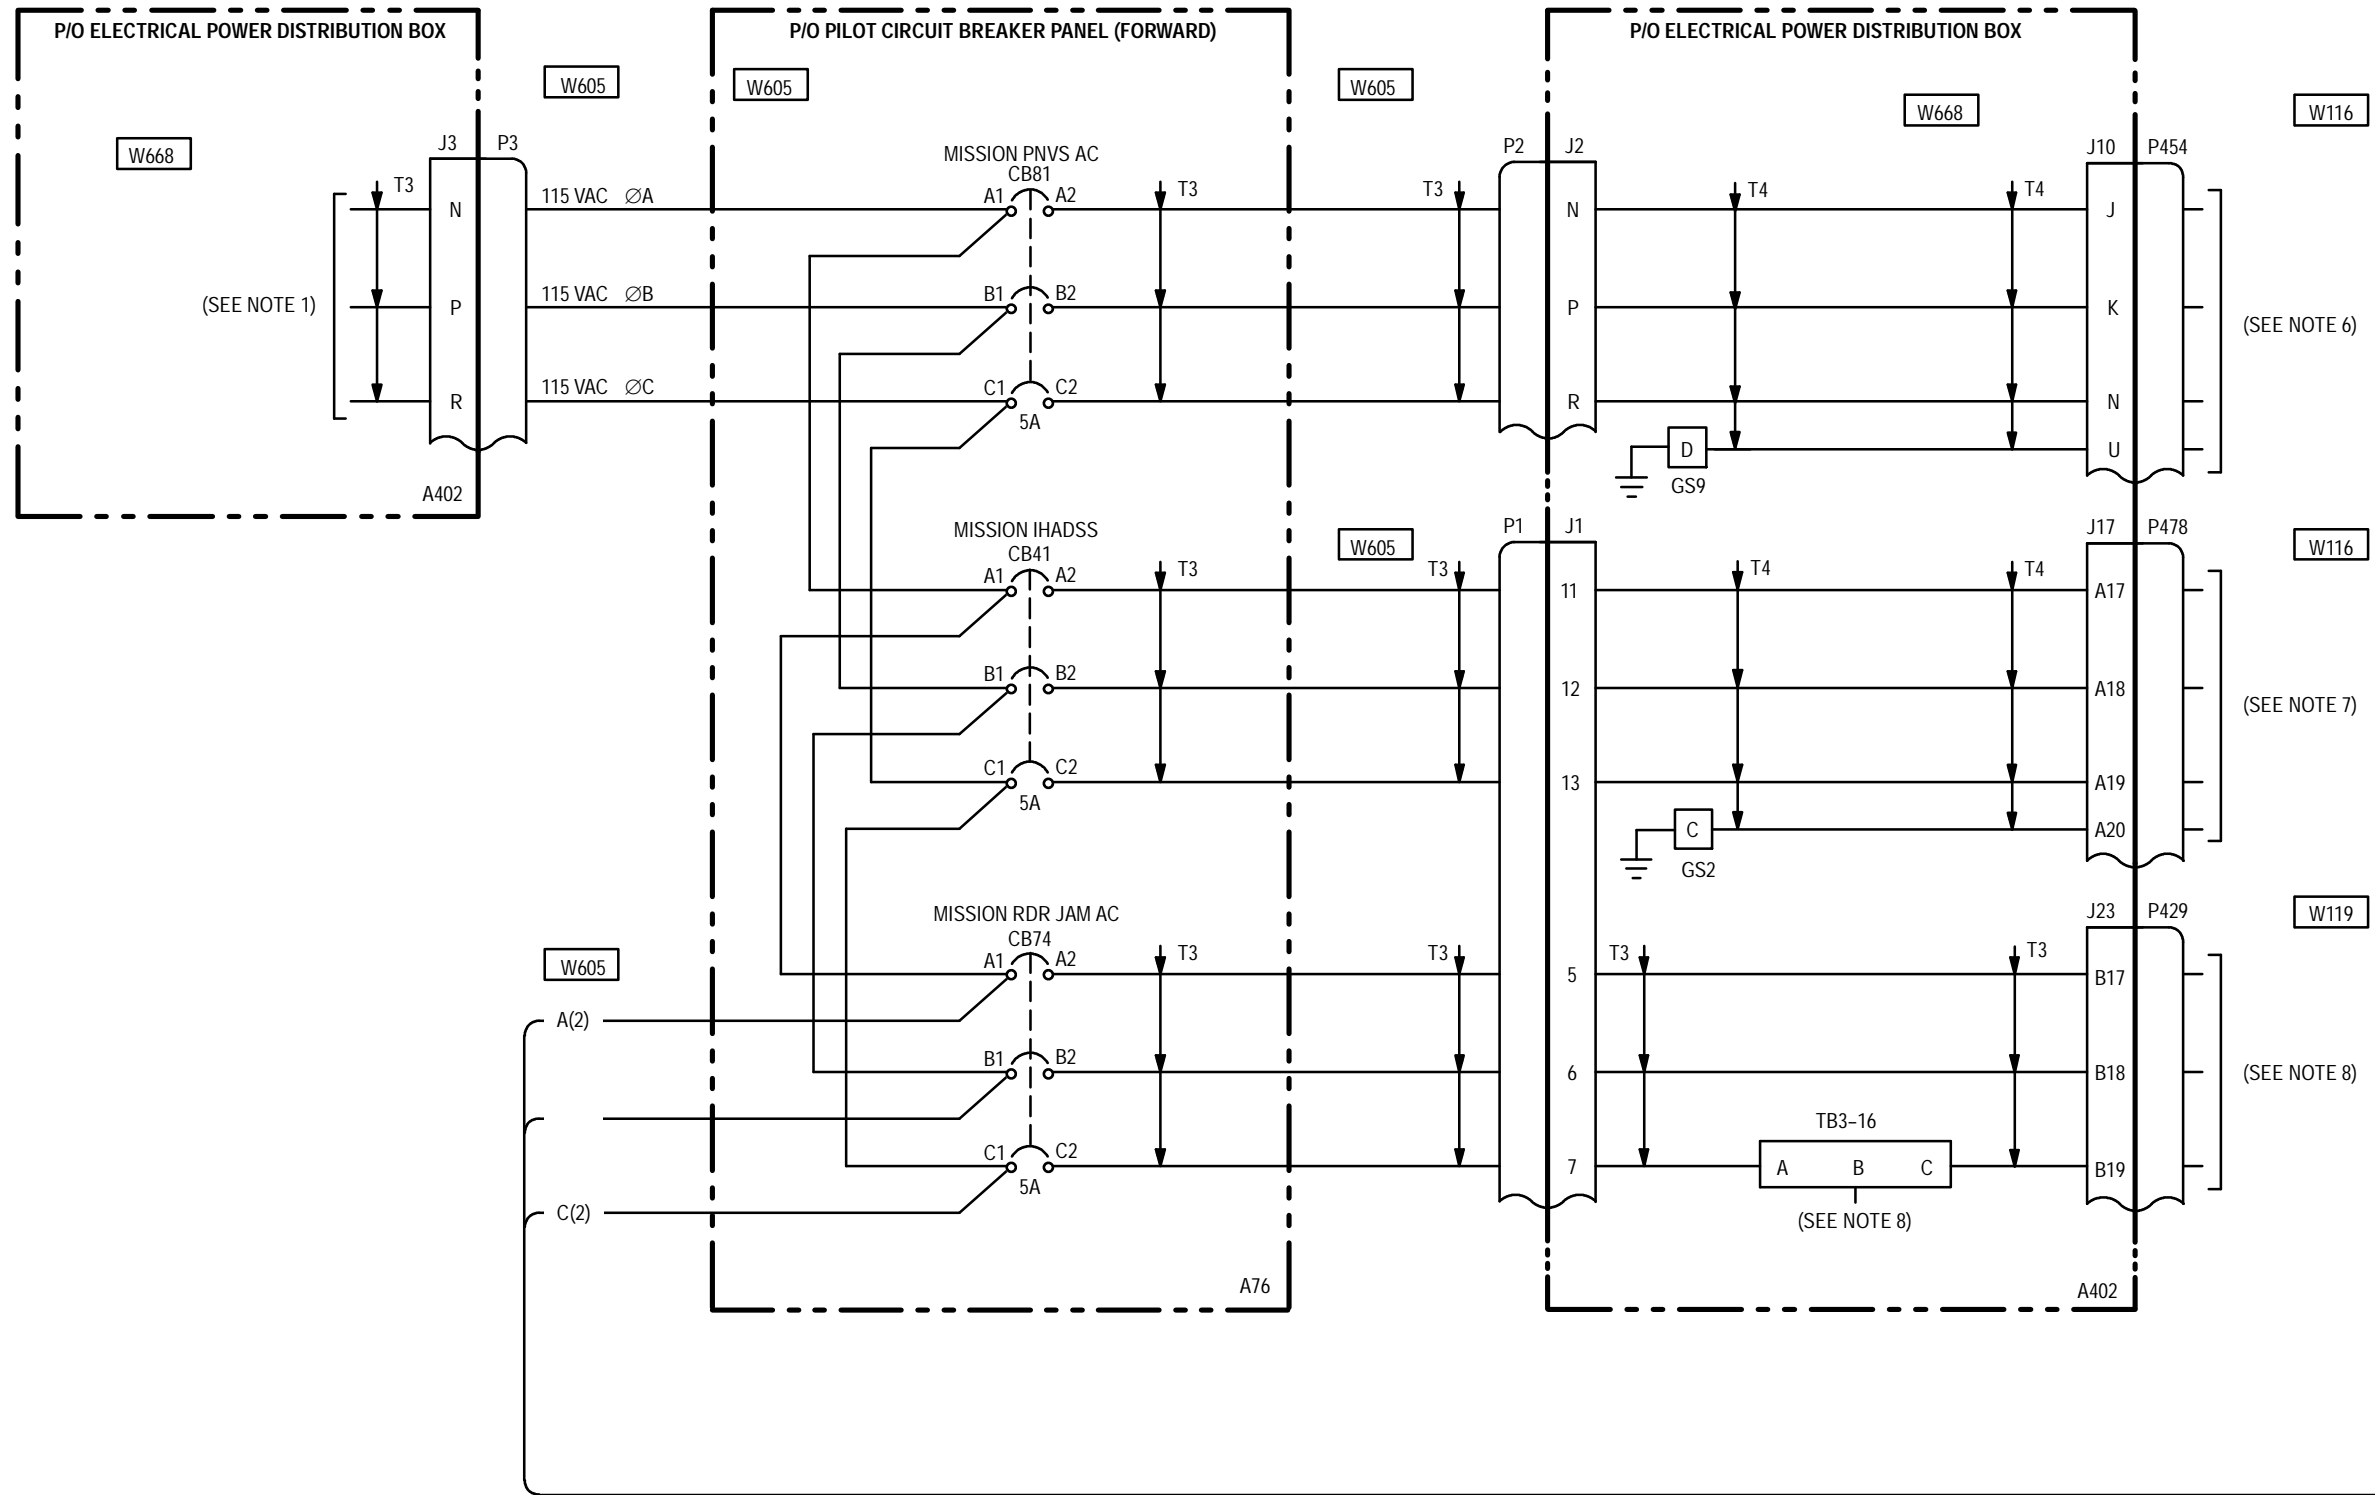 P/O ELECTRICAL POWER DISTRIBUTION BOX
W668
J3
P3
T3
N
P
R
(SEE NOTE 1)
A402
W605
115 VAC ∅A
115 VAC ∅B
115 VAC ∅C
P/O PILOT CIRCUIT BREAKER PANEL (FORWARD)
W605
MISSION PNVS AC
CB81
A1
A2
T3
B1
B2
C1
C2
5A
MISSION IHADSS
CB41
A1
A2
T3
B1
B2
C1
C2
5A
MISSION RDR JAM AC
CB74
A1
A2
T3
B1
B2
C1
C2
5A
A76
W605
A(2)
C(2)
W605
T3
P2
J2
N
P
R
W605
T3
P1
J1
11
12
13
T3
5
6
7
P/O ELECTRICAL POWER DISTRIBUTION BOX
W668
T4
T4
D
GS9
J10
P454
J
K
N
U
W116
(SEE NOTE 6)
T4
T4
C
GS2
J17
P478
A17
A18
A19
A20
W116
(SEE NOTE 7)
T3
T3
TB3–16
A B C
(SEE NOTE 8)
J23
P429
B17
B18
B19
W119
(SEE NOTE 8)
A402